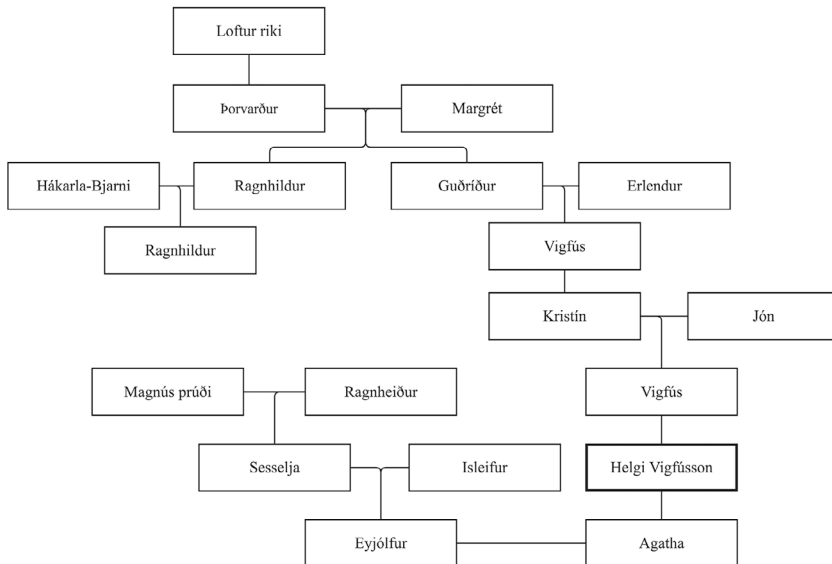 Loftur riki
Þorvarður
Margrét
Hákarla-Bjarni
Ragnhildur
Guðríður
Erlendur
Ragnhildur
Vigfús
Kristín
Jón
Magnús prúði
Ragnheiður
Vigfús
Sesselja
Isleifur
Helgi Vigfússon
Eyjólfur
Agatha